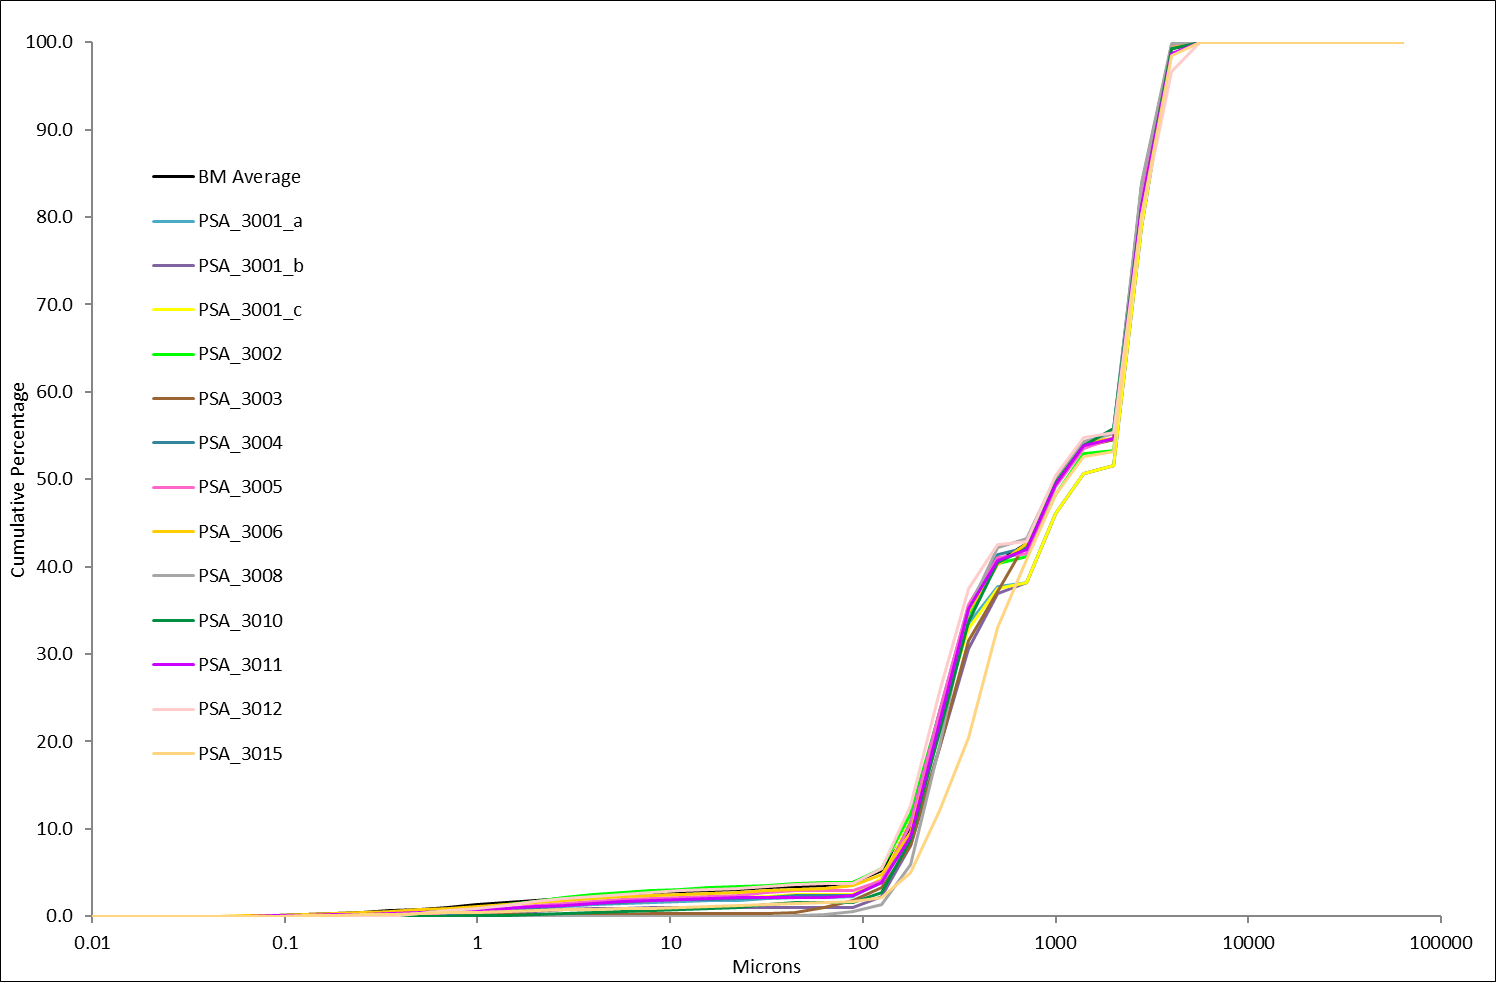 100.0
90.0
80.0
70.0
60.0
50.0
40.0
30.0
20.0
10.0
0.0
Cumulative Percentage
BM Average
PSA_3001_a
PSA_3001_b
PSA_3001_c
PSA_3002
PSA_3003
PSA_3004
PSA_3005
PSA_3006
PSA_3008
PSA_3010
PSA_3011
PSA_3012
PSA_3015
0.01 0.1 1 10 100 1000 10000 100000
Microns